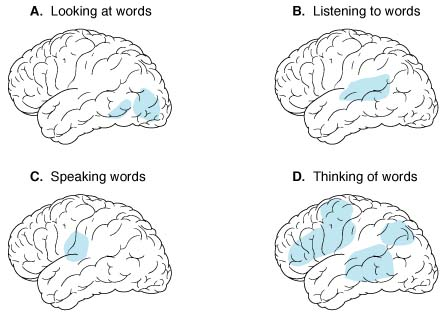 A. Looking at words
B. Listening to words
C. Speaking words
D. Thinking of words